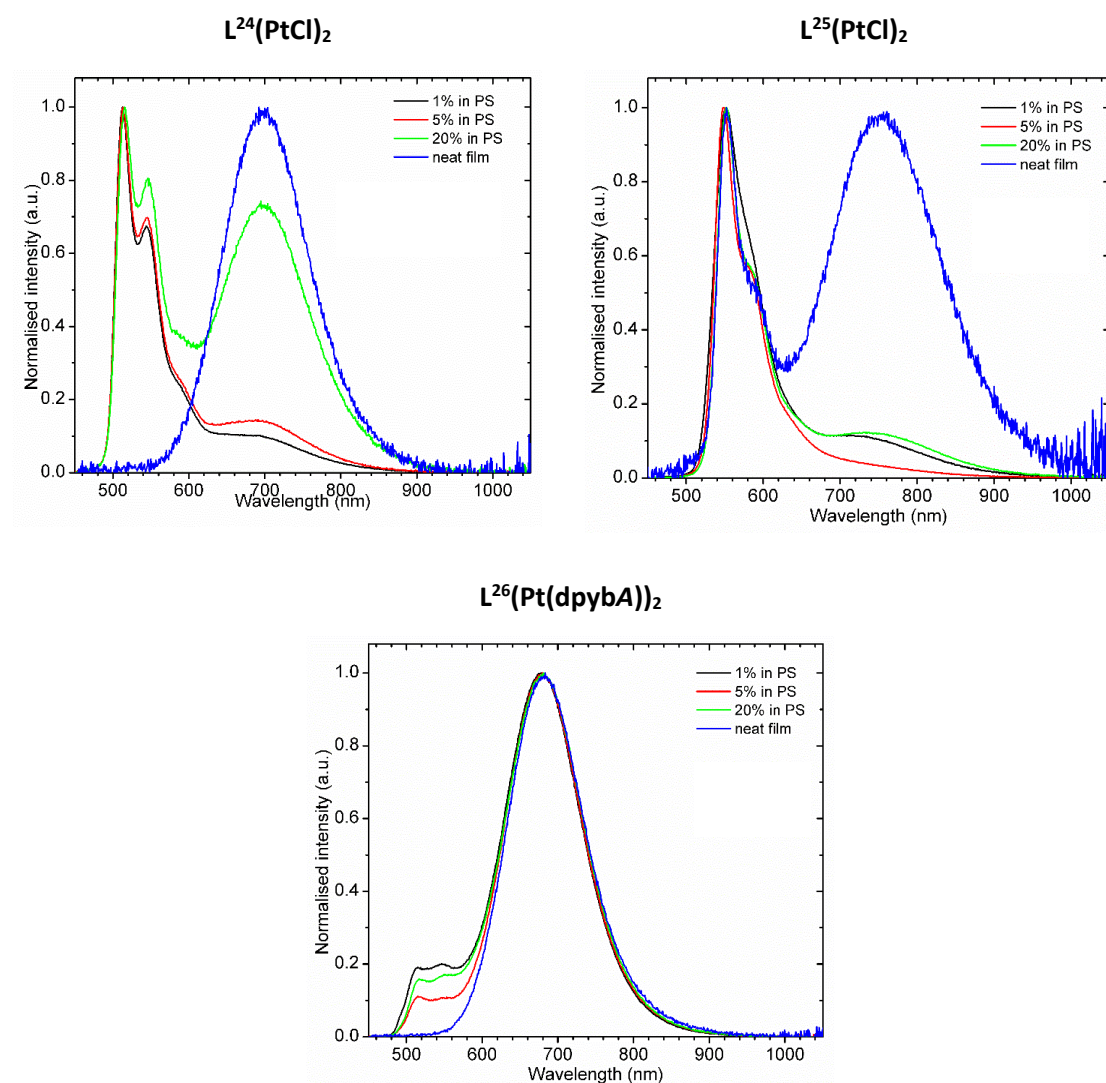 L²⁴(PtCl)₂
1.0
0.8
0.6
0.4
0.2
0.0
Normalised intensity (a.u.)
1% in PS
5% in PS
20% in PS
neat film
500 600 700 800 900 1000
Wavelength (nm)
L²⁵(PtCl)₂
1.0
0.8
0.6
0.4
0.2
0.0
Normalised intensity (a.u.)
1% in PS
5% in PS
20% in PS
neat film
500 600 700 800 900 1000
Wavelength (nm)
L²⁶(Pt(dpybA))₂
1.0
0.8
0.6
0.4
0.2
0.0
Normalised intensity (a.u.)
1% in PS
5% in PS
20% in PS
neat film
500 600 700 800 900 1000
Wavelength (nm)